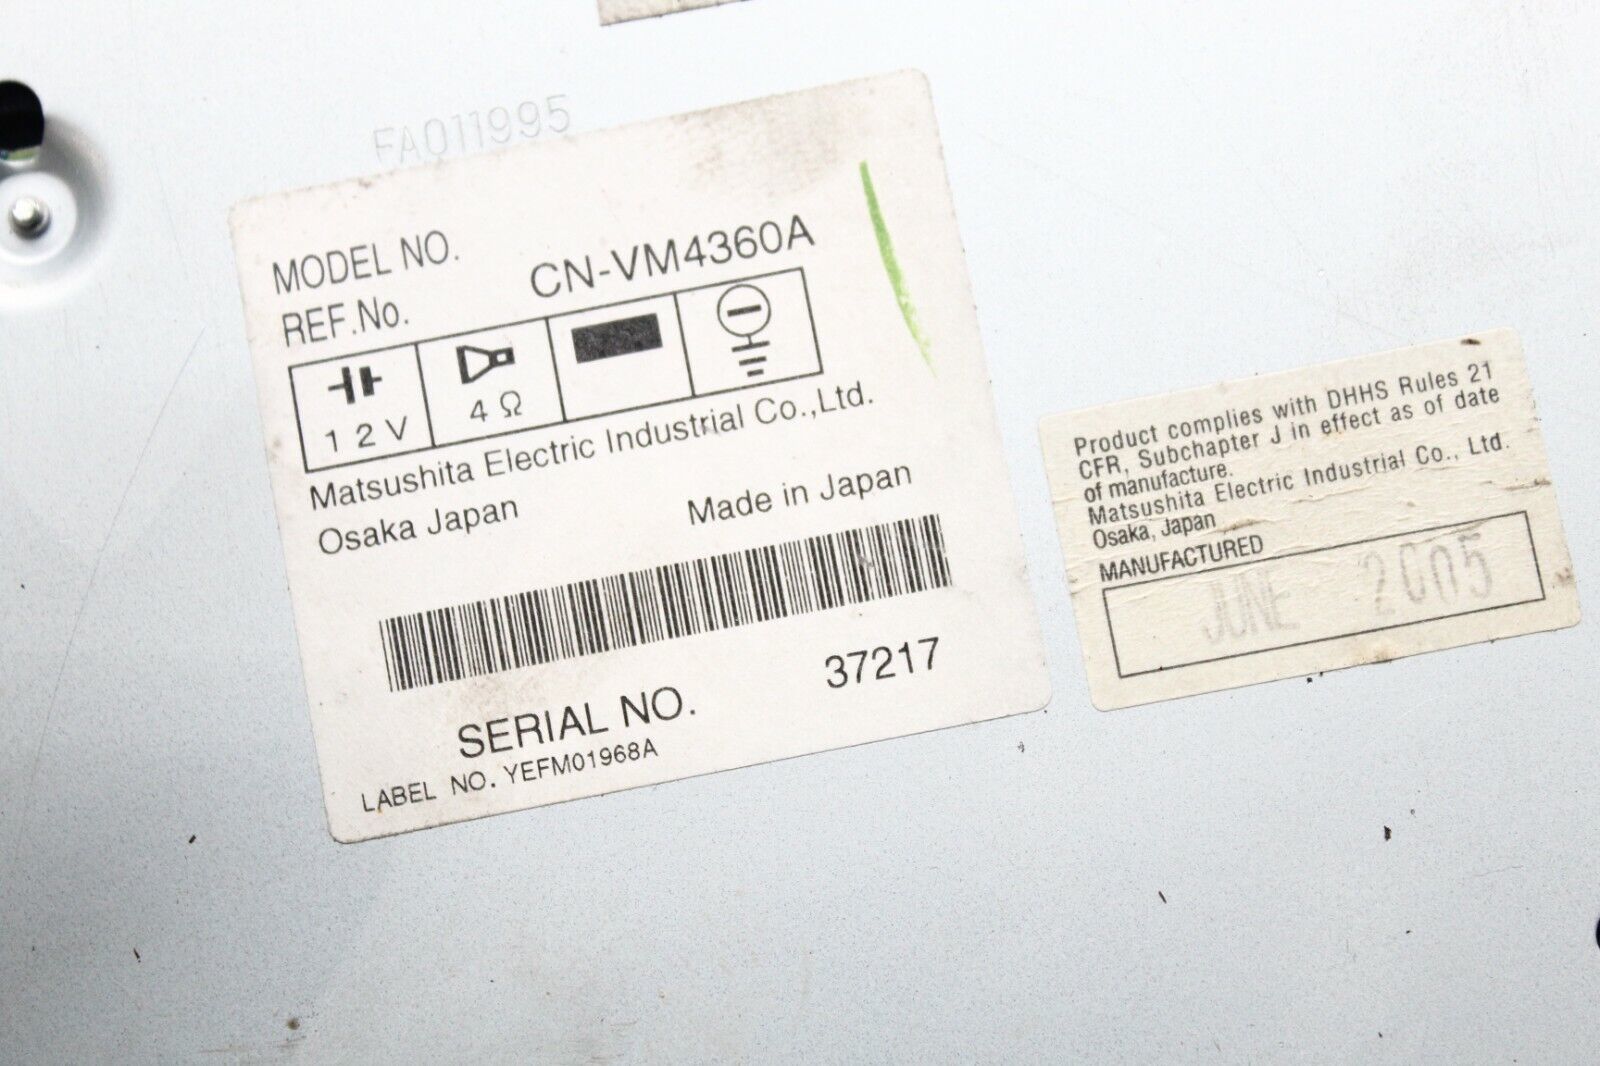 FA011995
MODEL NO. CN-VM4360A
REF.No.
12V 4Ω
Matsushita Electric Industrial Co.,Ltd.
Osaka Japan Made in Japan
37217
SERIAL NO.
LABEL NO. YEFM01968A
Product complies with DHHS Rules 21
CFR, Subchapter J in effect as of date
of manufacture.
Matsushita Electric Industrial Co., Ltd.
Osaka, Japan
MANUFACTURED
JUNE 2005